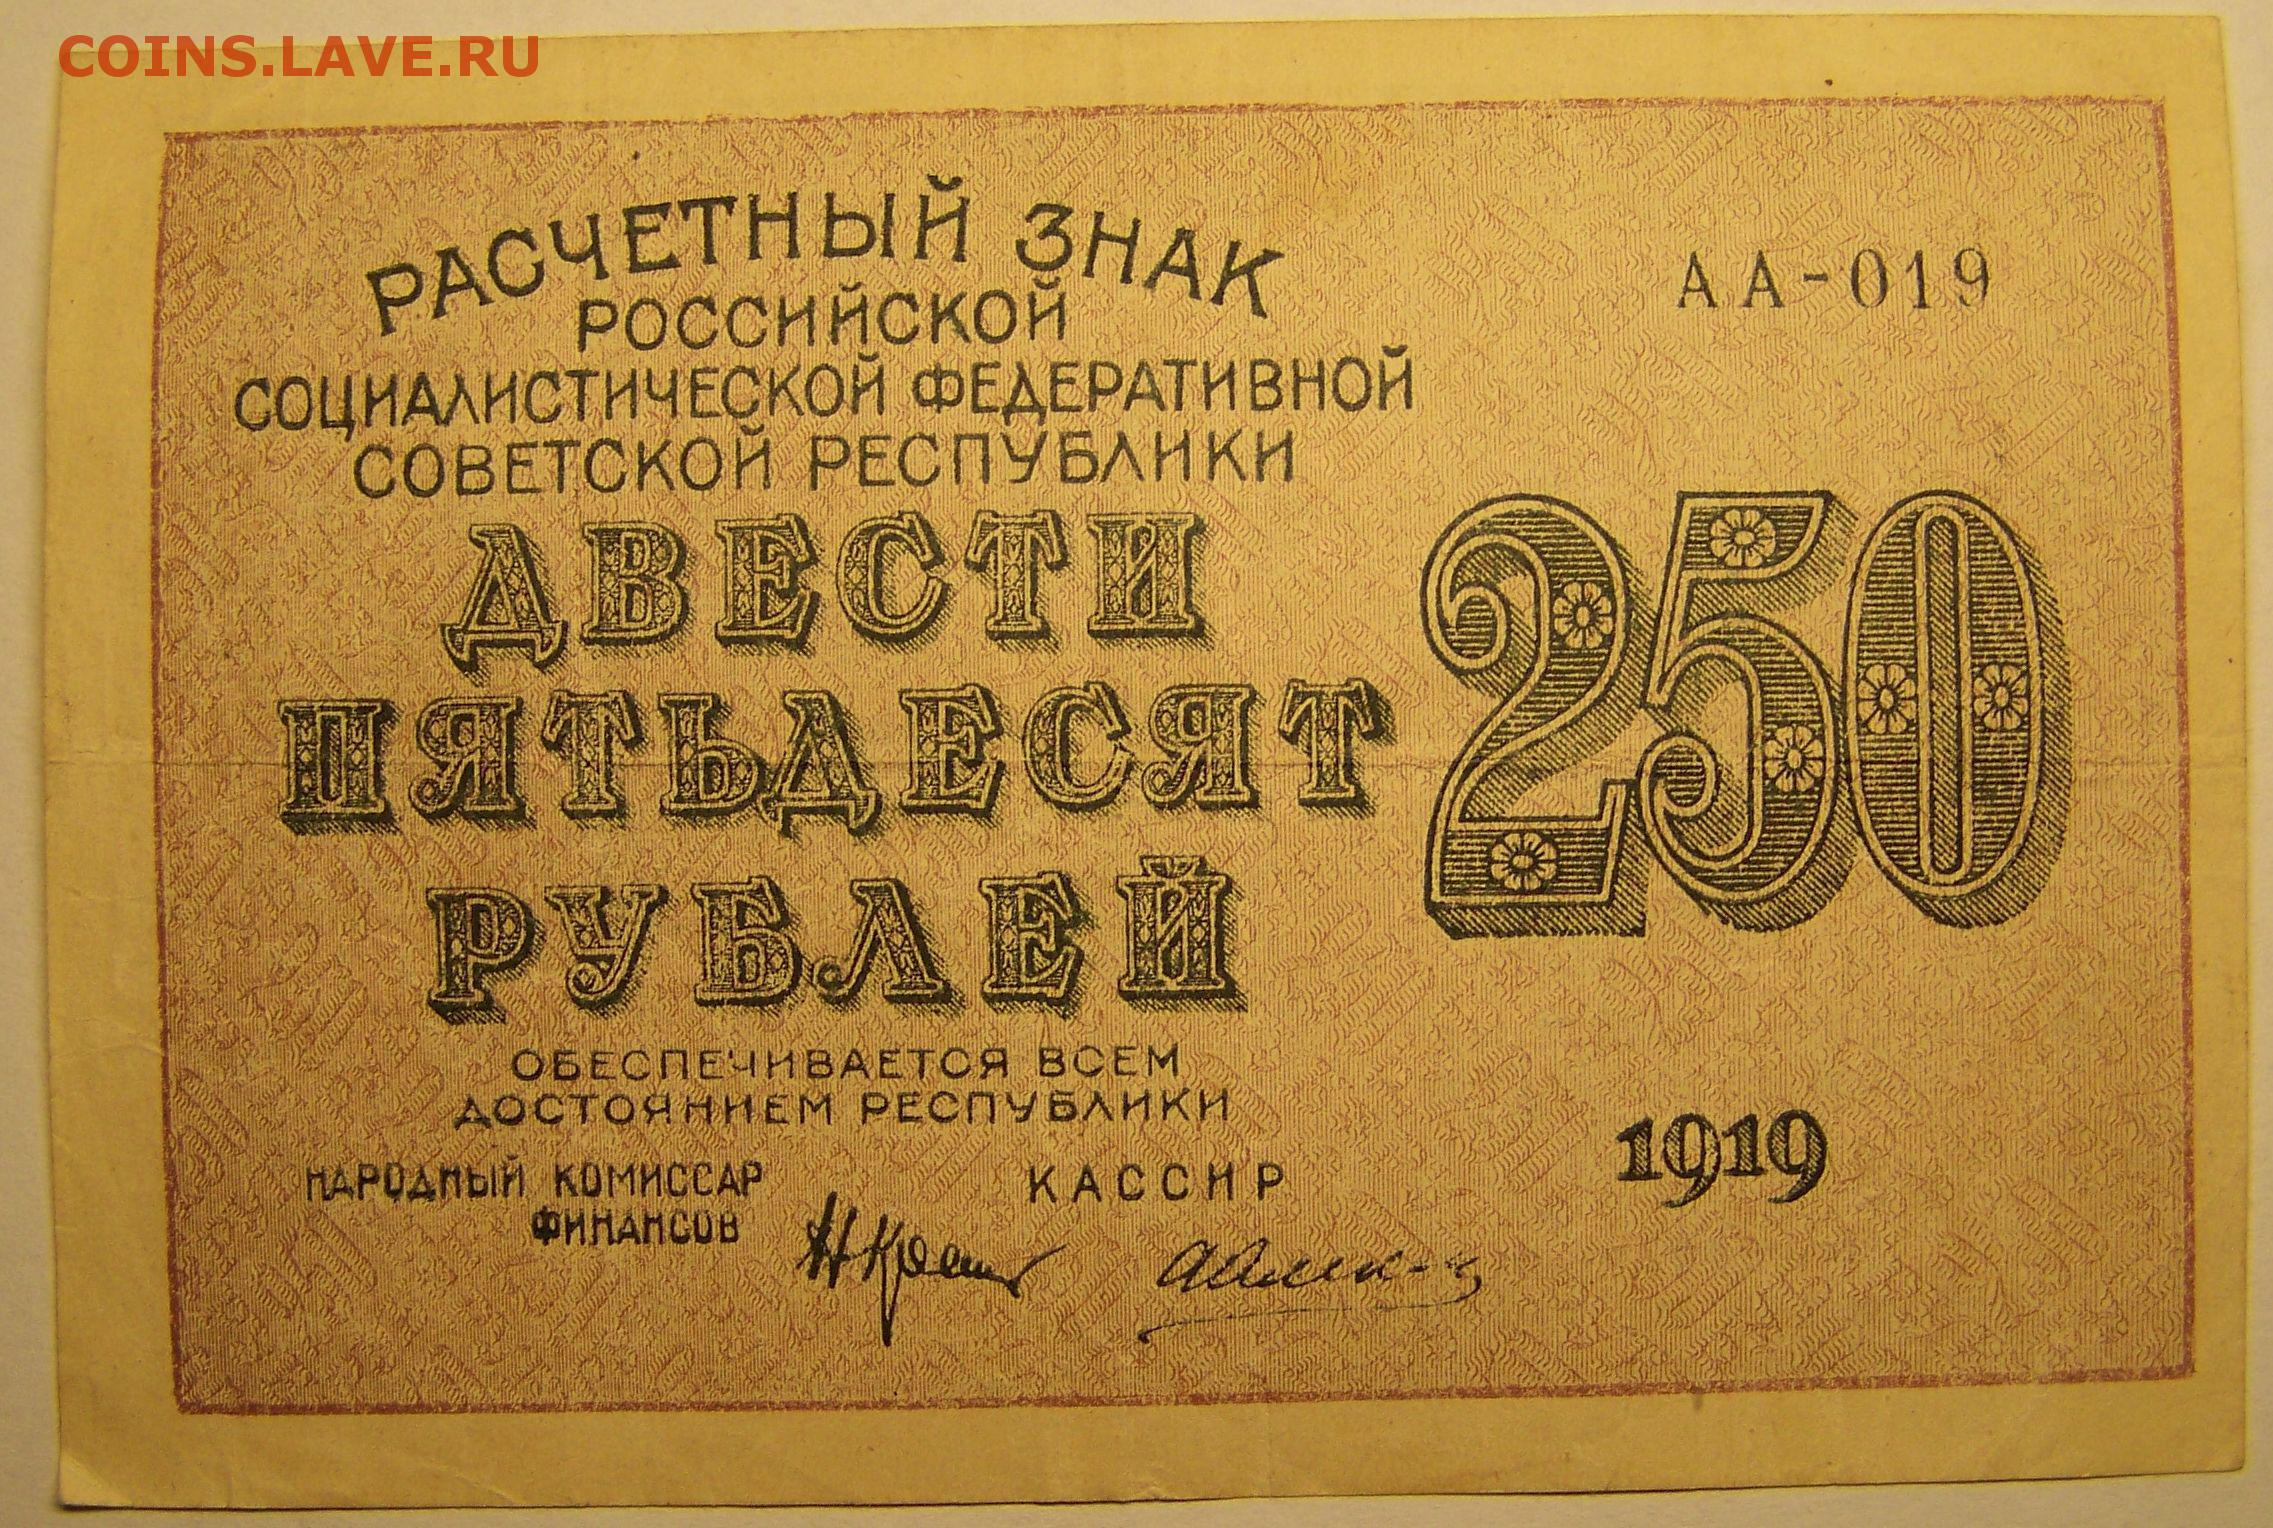 COINS.LAVE.RU
РАСЧЕТНЫЙ ЗНАК
РОССИЙСКОЙ
СОЦИАЛИСТИЧЕСКОЙ ФЕДЕРАТИВНОЙ
СОВЕТСКОЙ РЕСПУБЛИКИ
АА-019
ДВЕСТИ
ПЯТЬДЕСЯТ
РУБЛЕЙ
250
ОБЕСПЕЧИВАЕТСЯ ВСЕМ
ДОСТОЯНИЕМ РЕСПУБЛИКИ
НАРОДНЫЙ КОМИССАР
ФИНАНСОВ
КАССИР
1919